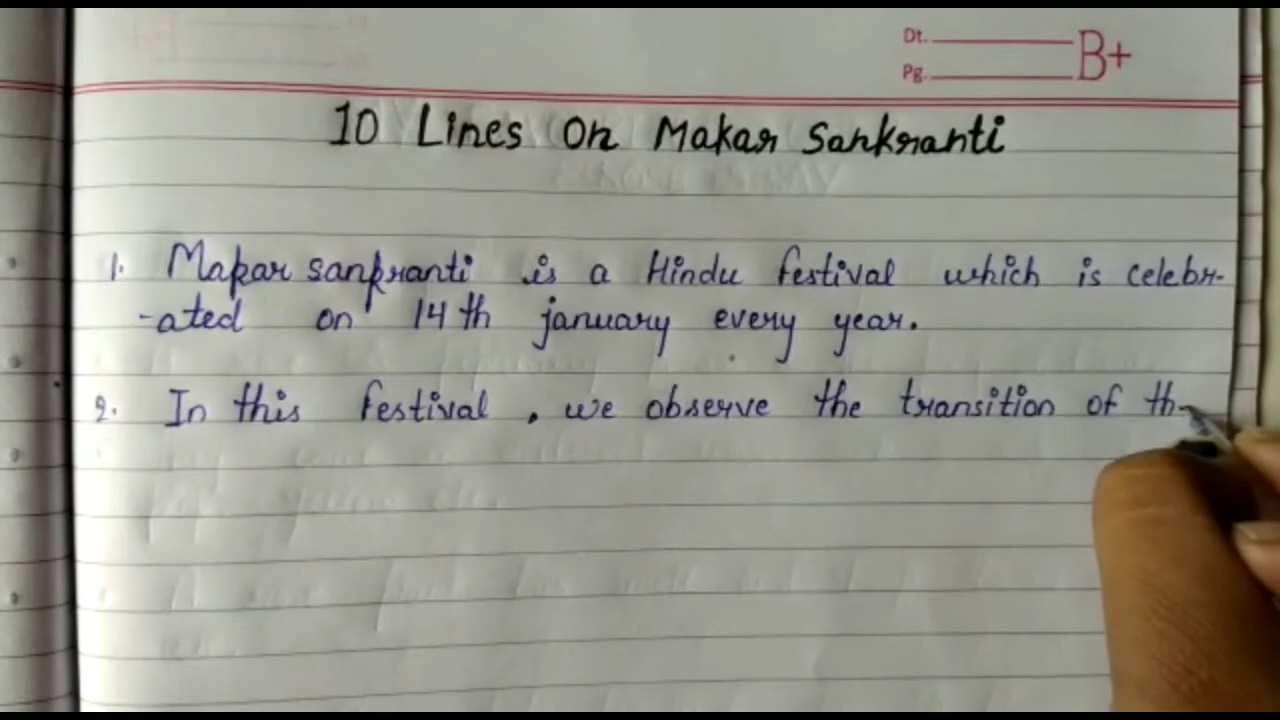 Dt.
Pg.
B+
10 Lines On Makar Sankranti
1. Makar sankranti is a Hindu festival which is celebr-
-ated on 14th january every year.
2. In this festival, we observe the transition of th